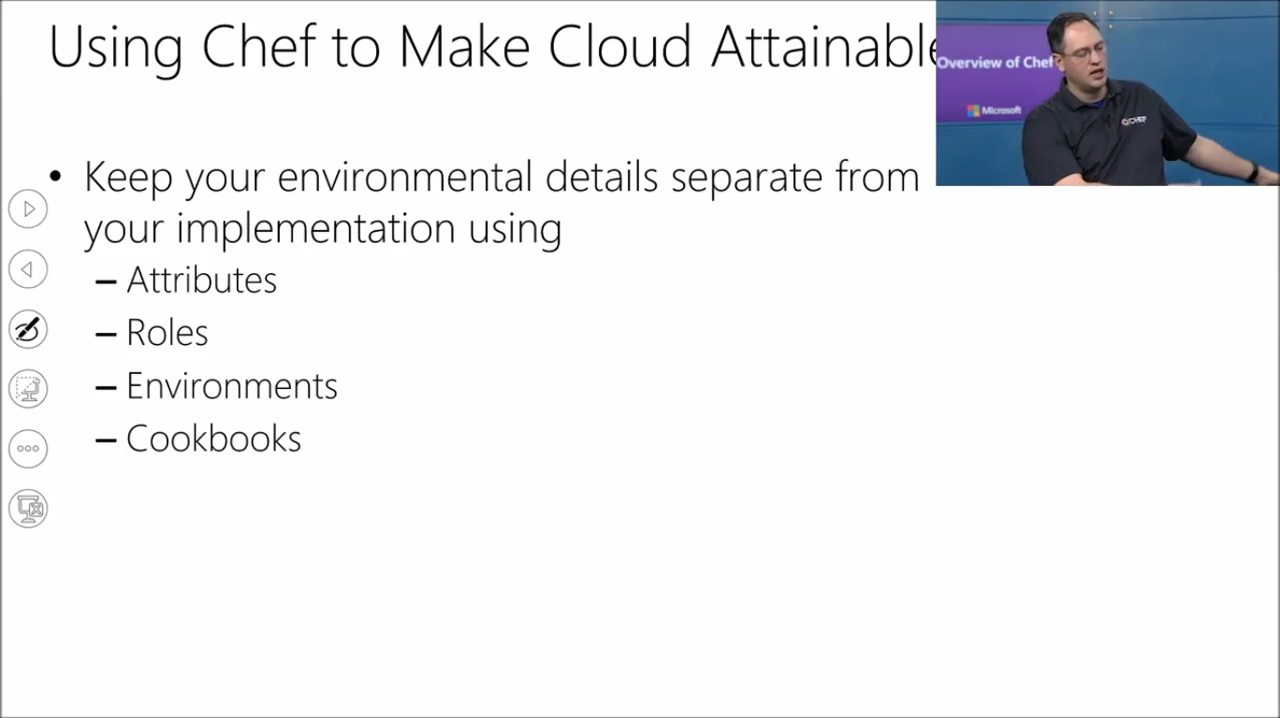 Using Chef to Make Cloud Attainable
Overview of Chef
Microsoft
CHEF
• Keep your environmental details separate from
your implementation using
– Attributes
– Roles
– Environments
– Cookbooks